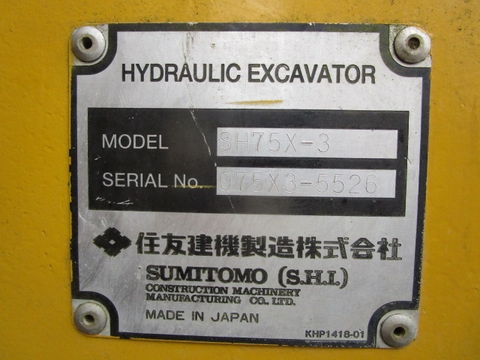 HYDRAULIC EXCAVATOR
MODEL SH75X-3
SERIAL No. 075X3-5526
住友建機製造株式会社
SUMITOMO (S.H.I.)
CONSTRUCTION MACHINERY
MANUFACTURING CO., LTD.
MADE IN JAPAN
KHP1418-01